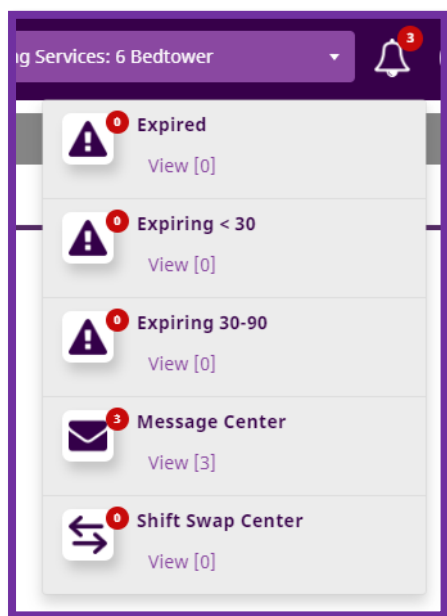 ng Services: 6 Bedtower
3
0
Expired
View [0]
0
Expiring < 30
View [0]
0
Expiring 30-90
View [0]
3
Message Center
View [3]
0
Shift Swap Center
View [0]